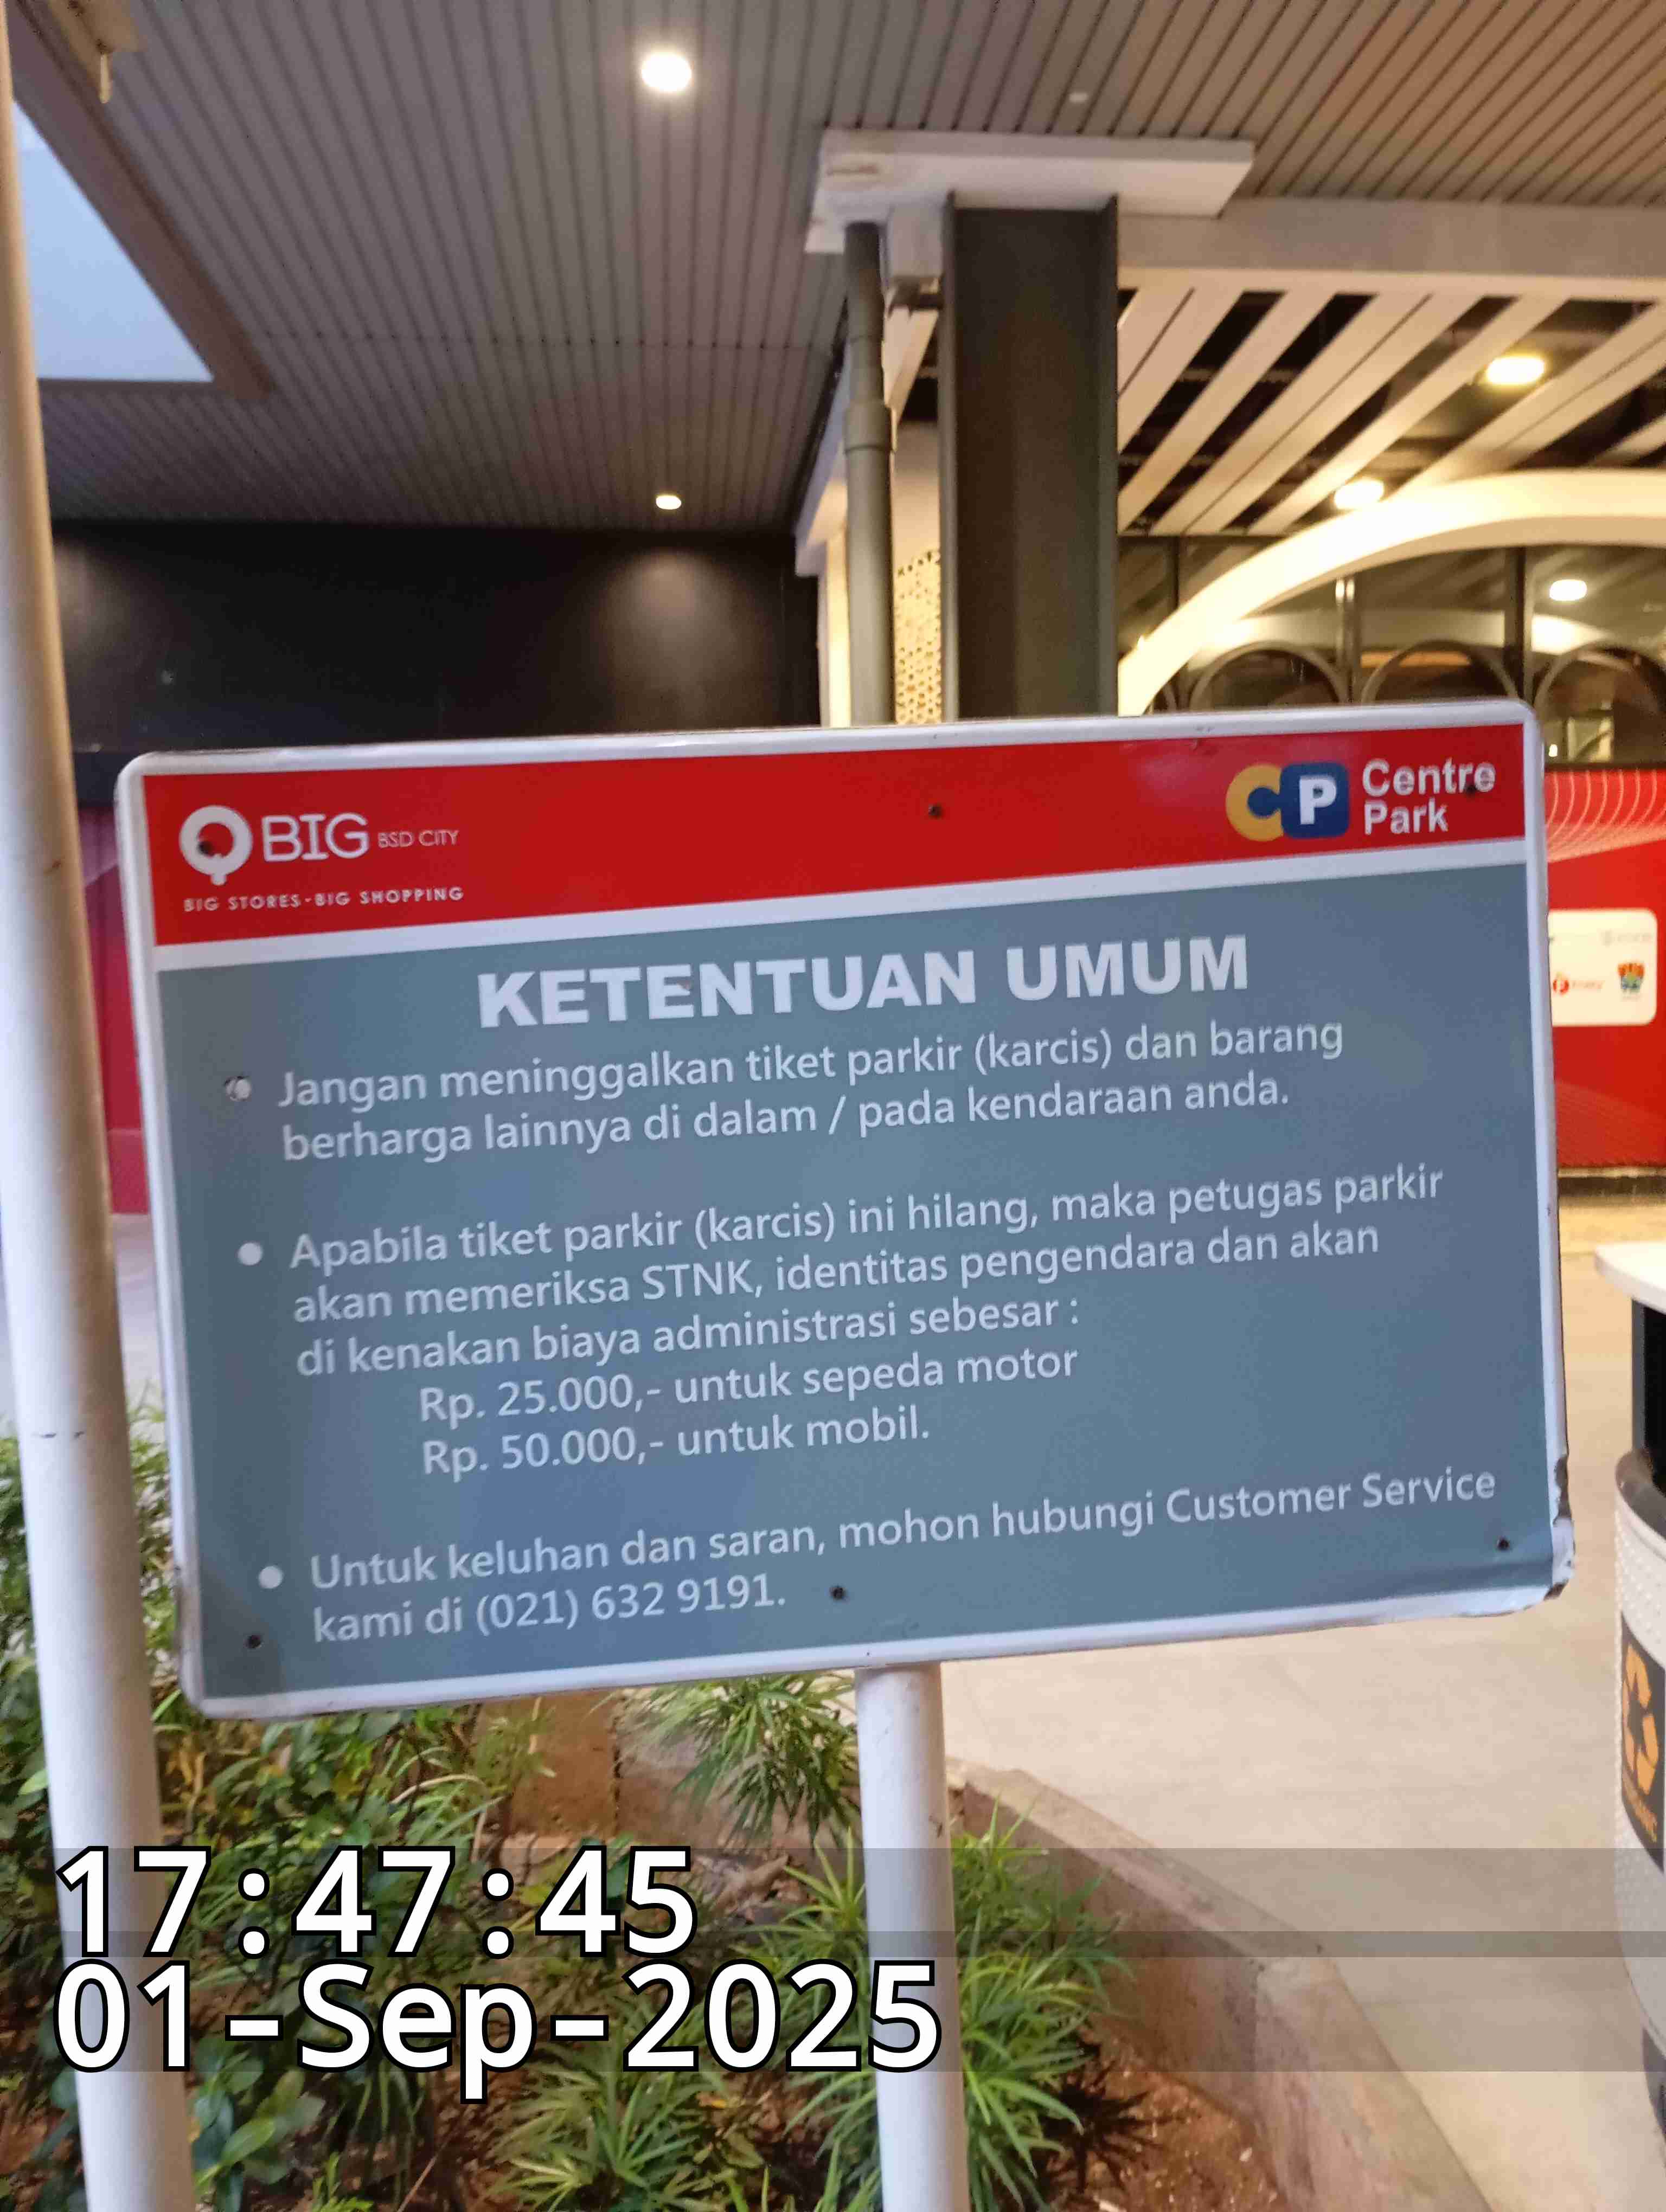 QBIG BSD CITY
BIG STORES·BIG SHOPPING
CP Centre
Park
KETENTUAN UMUM
• Jangan meninggalkan tiket parkir (karcis) dan barang
berharga lainnya di dalam / pada kendaraan anda.
• Apabila tiket parkir (karcis) ini hilang, maka petugas parkir
akan memeriksa STNK, identitas pengendara dan akan
di kenakan biaya administrasi sebesar :
Rp. 25.000,- untuk sepeda motor
Rp. 50.000,- untuk mobil.
• Untuk keluhan dan saran, mohon hubungi Customer Service
kami di (021) 632 9191.
17:47:45
01-Sep-2025